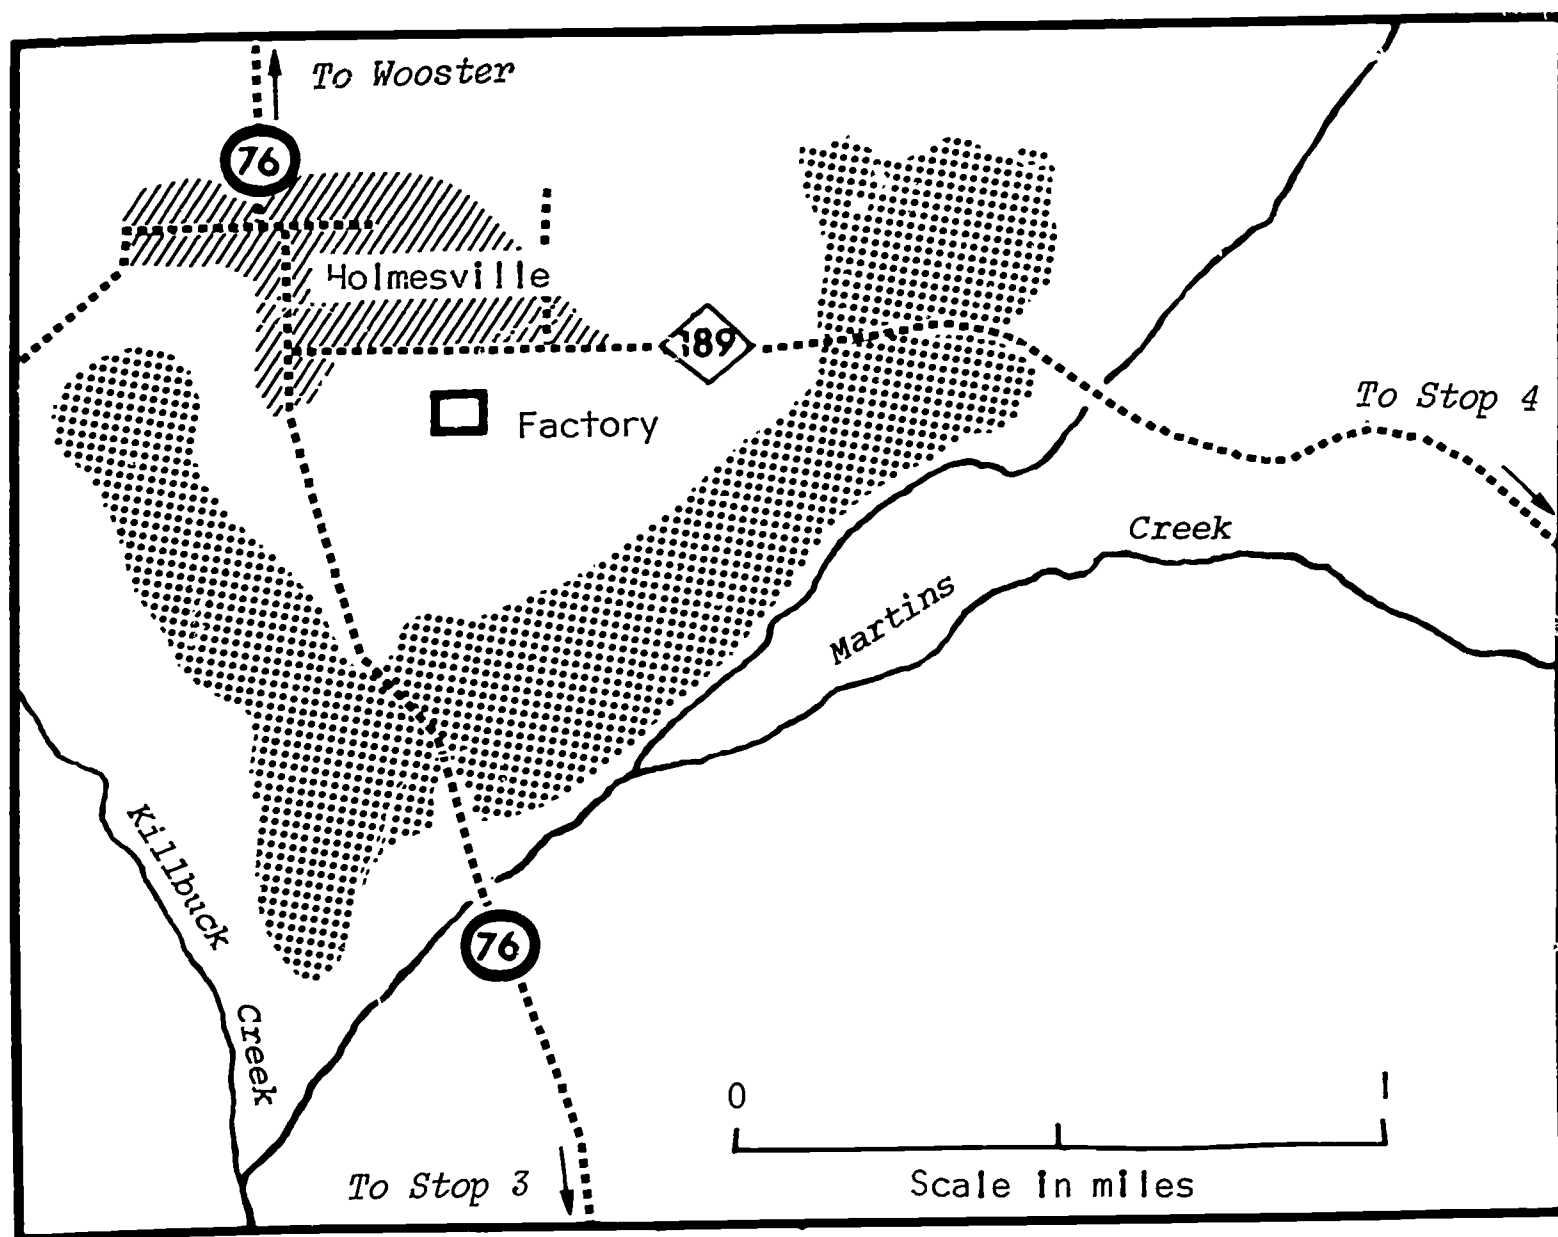 To Wooster
76
Holmesville
189
Factory
To Stop 4
Creek
Martins
Killbuck
Creek
76
0 1
Scale in miles
To Stop 3